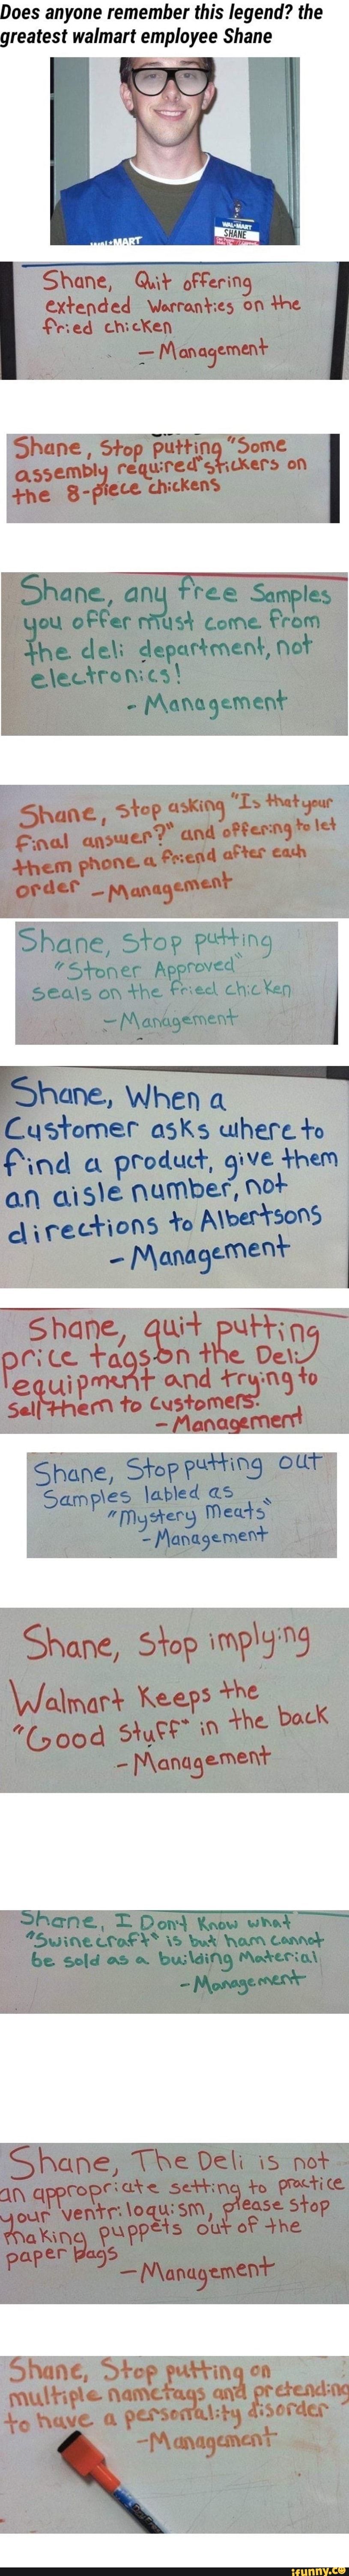 Does anyone remember this legend? the
greatest walmart employee Shane
WAL★MART
WAL★MART
SHANE
Shane, Quit offering
extended warranties on the
fried chicken
— Management
Shane, Stop putting "Some
assembly required" stickers on
the 8-piece chickens
Shane, any free Samples
you offer must come from
the deli department, not
electronics!
- Management
Shane, Stop asking "Is that your
final answer?" and offering to let
them phone a friend after each
order - Management
Shane, Stop putting
"Stoner Approved"
seals on the fried chicken
- Management
Shane, When a
Customer asks where to
find a product, give them
an aisle number, not
directions to Albertsons
- Management
Shane, quit putting
price tags on the Deli
equipment and trying to
sell them to customers.
- Management
Shane, Stop putting out
Samples labled as
"Mystery Meats"
- Management
Shane, Stop implying
Walmart Keeps the
"Good Stuff" in the back
- Management
Shane, I Don't Know what
"Swinecraft" is but ham cannot
be sold as a building Material
- Management
Shane, The Deli is not
an appropriate setting to practice
your ventriloquism, please stop
making puppets out of the
paper bags
- Management
Shane, Stop putting on
multiple nametags and pretending
to have a personality disorder
- Management
ifunny.co